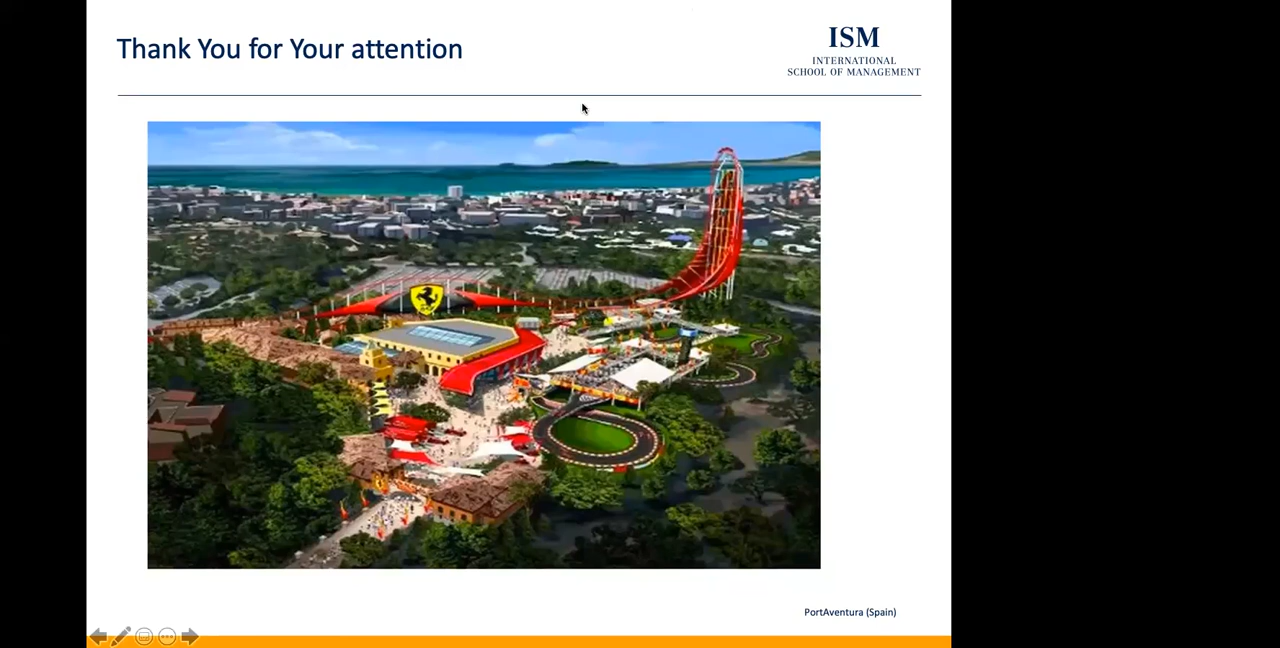 Thank You for Your attention
ISM
INTERNATIONAL
SCHOOL OF MANAGEMENT
PortAventura (Spain)